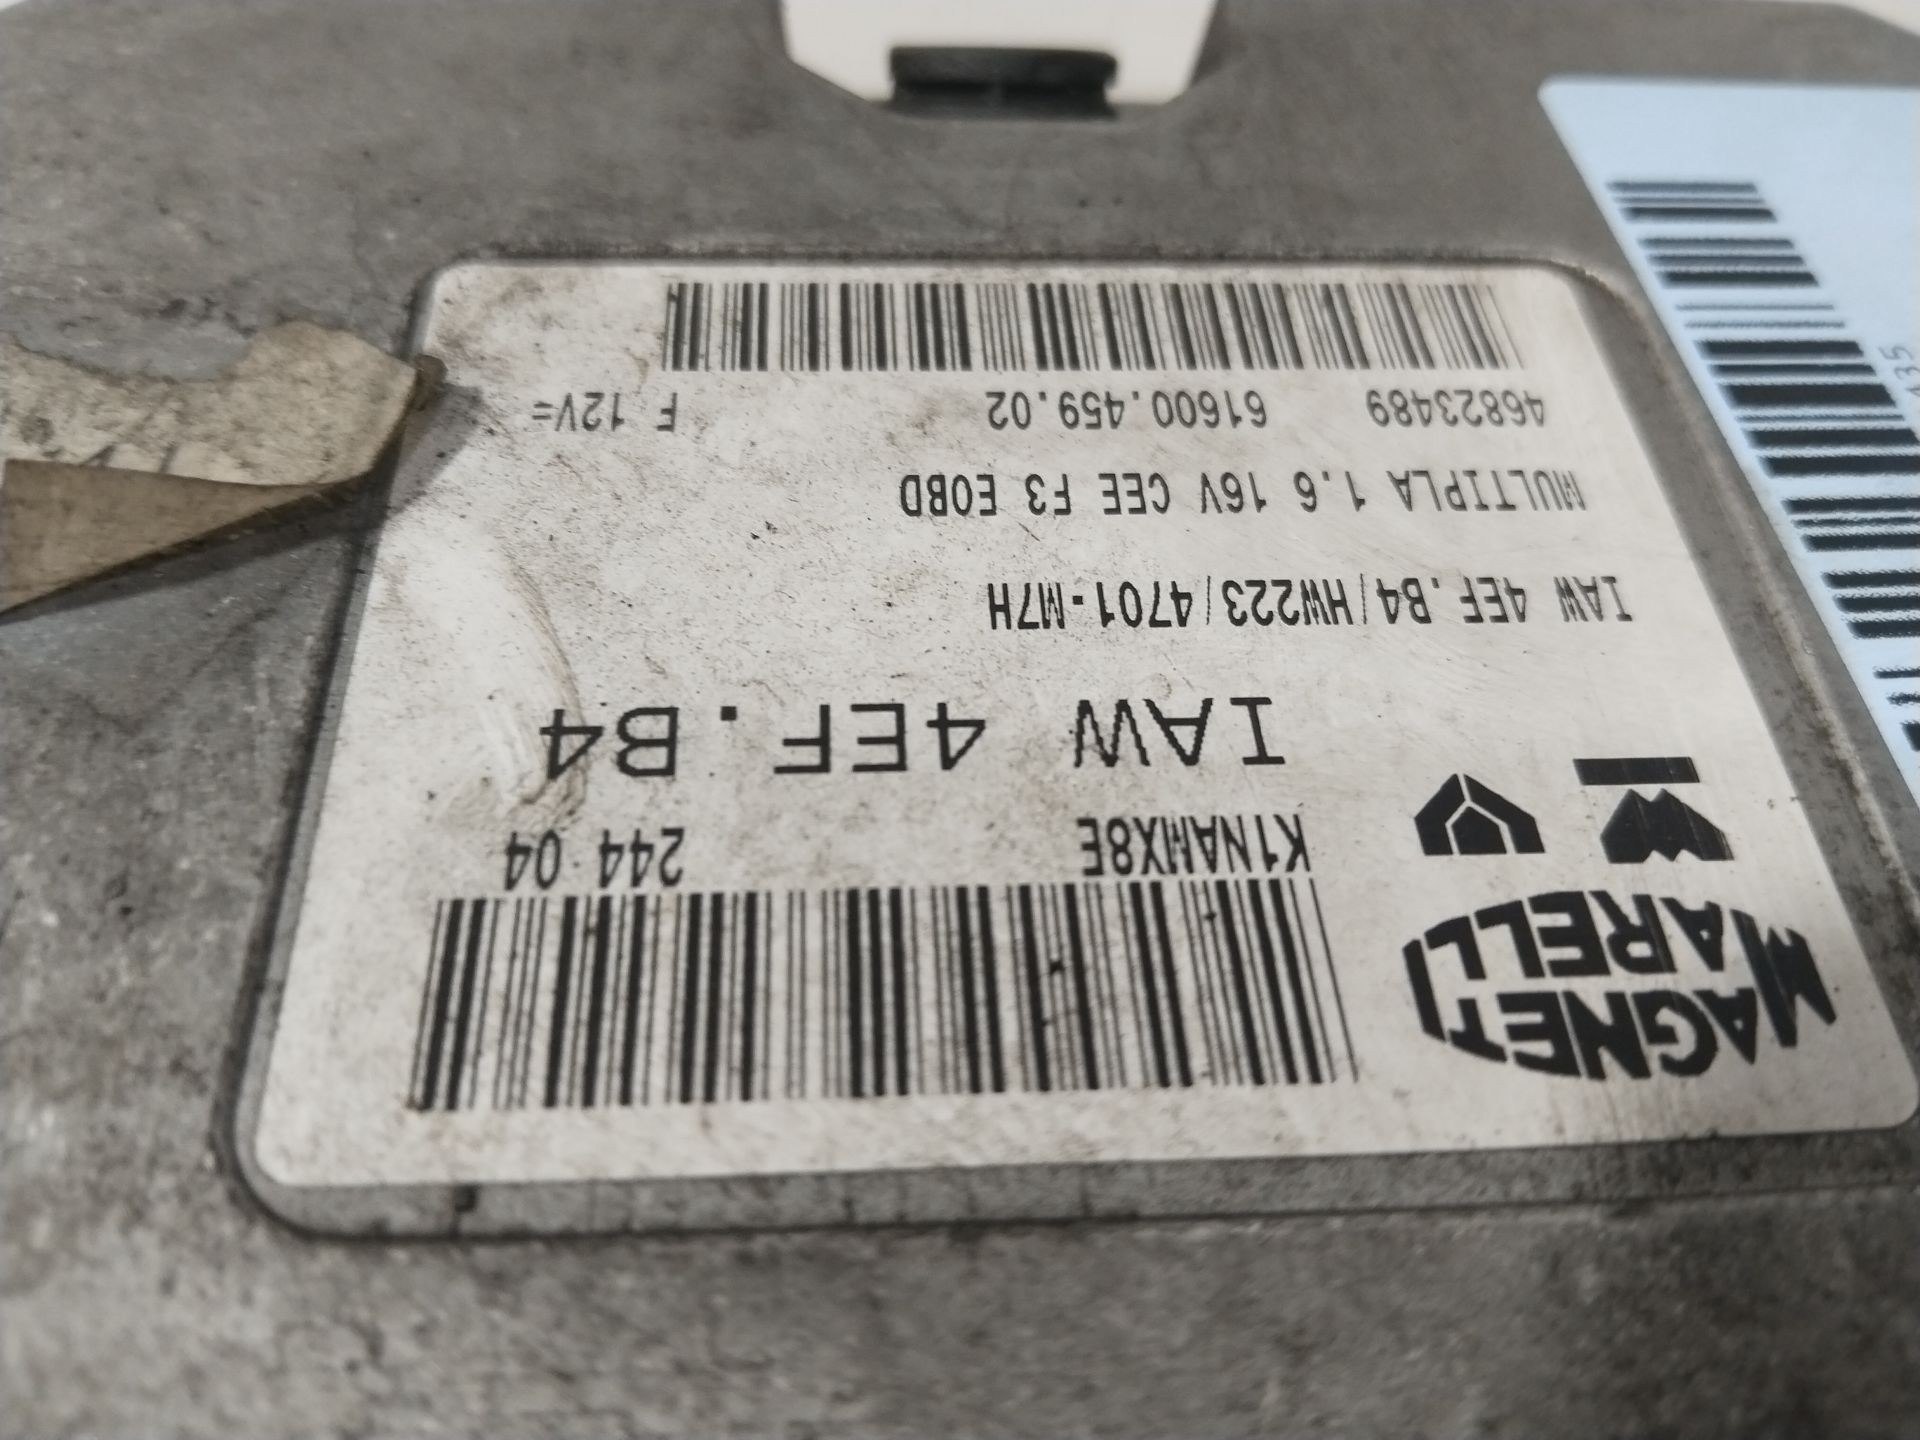 MAGNETI
MARELLI
K1NAMX8E 244 04
IAW 4EF.B4
IAW 4EF.B4/HW223/4701-M7H
MULTIPLA 1.6 16V CEE F3 EOBD
46823489 61600.459.02 F 12V=